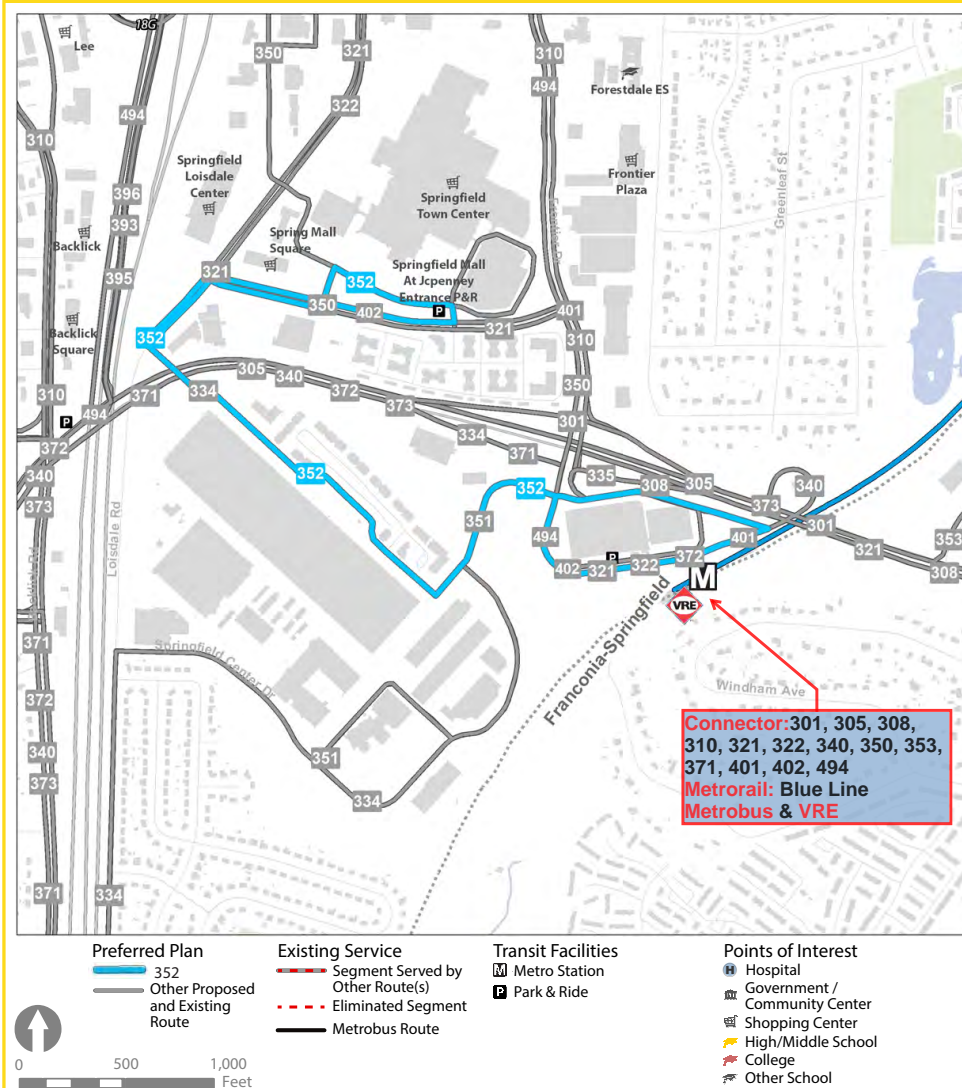 18G
Lee
350
321
310
494
Forestdale ES
494
322
310
Greenleaf St
Springfield
Loisdale
Center
Springfield
Town Center
Frontier
Plaza
396
393
Backlick
Spring Mall
Square
395
321
352
Springfield Mall
At Jcpenney
Entrance P&R
P
350
402
321
401
Backlick
Square
352
310
305
340
350
310
371
334
372
373
301
494
P
372
334
371
340
335
308
305
340
373
352
352
373
301
Loisdale Rd
351
494
401
321
353
402
321
322
P
372
308
M
VRE
Franconia-Springfield
371
Springfield Center Dr
Windham Ave
372
340
373
351
334
Connector:301, 305, 308,
310, 321, 322, 340, 350, 353,
371, 401, 402, 494
Metrorail: Blue Line
Metrobus & VRE
371
334
Preferred Plan
352
Other Proposed
and Existing
Route
Existing Service
Segment Served by
Other Route(s)
Eliminated Segment
Metrobus Route
Transit Facilities
M Metro Station
P Park & Ride
Points of Interest
H Hospital
Government /
Community Center
Shopping Center
High/Middle School
College
Other School
0 500 1,000
Feet